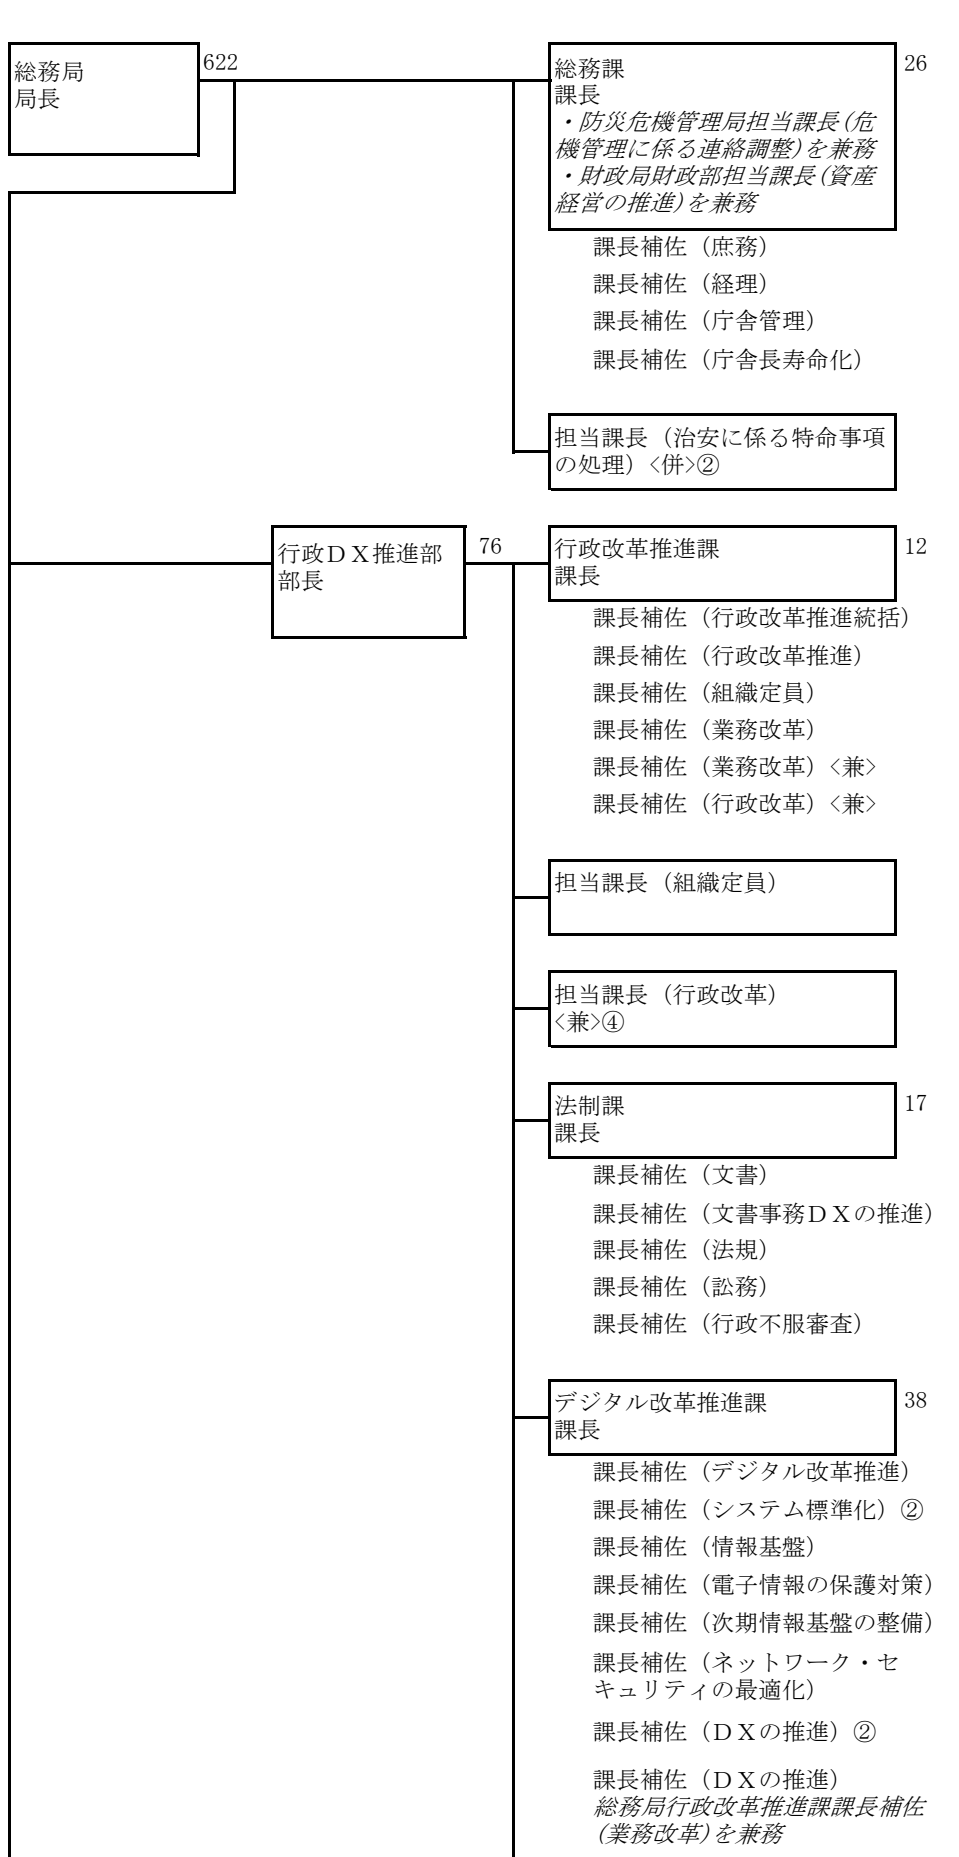 総務局
局長
622
総務課
課長
・防災危機管理局担当課長(危
機管理に係る連絡調整)を兼務
・財政局財政部担当課長(資産
経営の推進)を兼務
26
課長補佐（庶務）
課長補佐（経理）
課長補佐（庁舎管理）
課長補佐（庁舎長寿命化）
担当課長（治安に係る特命事項
の処理）<併>②
行政ＤＸ推進部
部長
76
行政改革推進課
課長
12
課長補佐（行政改革推進統括）
課長補佐（行政改革推進）
課長補佐（組織定員）
課長補佐（業務改革）
課長補佐（業務改革）<兼>
課長補佐（行政改革）<兼>
担当課長（組織定員）
担当課長（行政改革）
<兼>④
法制課
課長
17
課長補佐（文書）
課長補佐（文書事務ＤＸの推進）
課長補佐（法規）
課長補佐（訟務）
課長補佐（行政不服審査）
デジタル改革推進課
課長
38
課長補佐（デジタル改革推進）
課長補佐（システム標準化）②
課長補佐（情報基盤）
課長補佐（電子情報の保護対策）
課長補佐（次期情報基盤の整備）
課長補佐（ネットワーク・セ
キュリティの最適化）
課長補佐（ＤＸの推進）②
課長補佐（ＤＸの推進）
総務局行政改革推進課課長補佐
(業務改革)を兼務